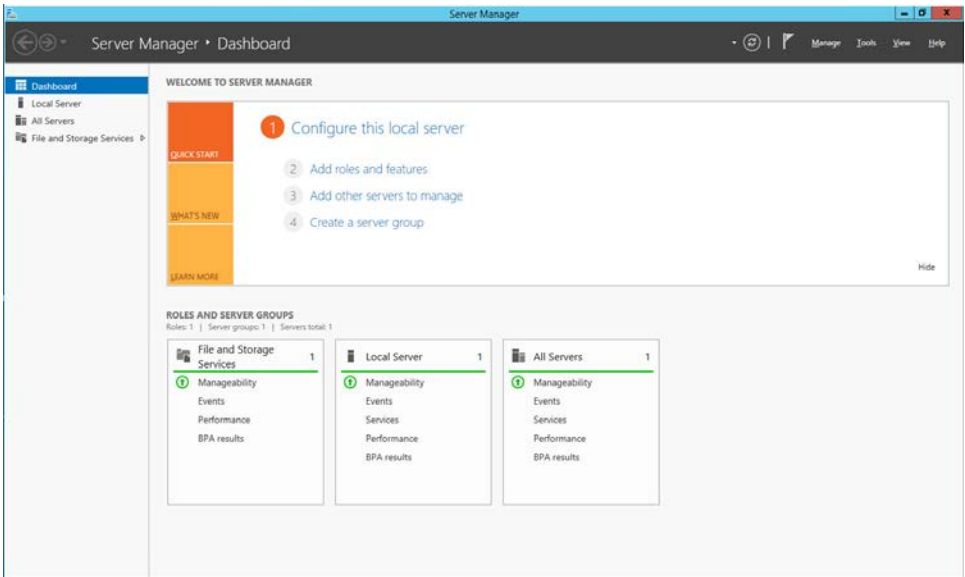 Server Manager
Server Manager ‣ Dashboard
Manage Tools View Help
Dashboard
Local Server
All Servers
File and Storage Services
WELCOME TO SERVER MANAGER
QUICK START
WHAT'S NEW
LEARN MORE
1 Configure this local server
2 Add roles and features
3 Add other servers to manage
4 Create a server group
Hide
ROLES AND SERVER GROUPS
Roles: 1 | Server groups: 1 | Servers total: 1
File and Storage
Services 1
Manageability
Events
Performance
BPA results
Local Server 1
Manageability
Events
Services
Performance
BPA results
All Servers 1
Manageability
Events
Services
Performance
BPA results